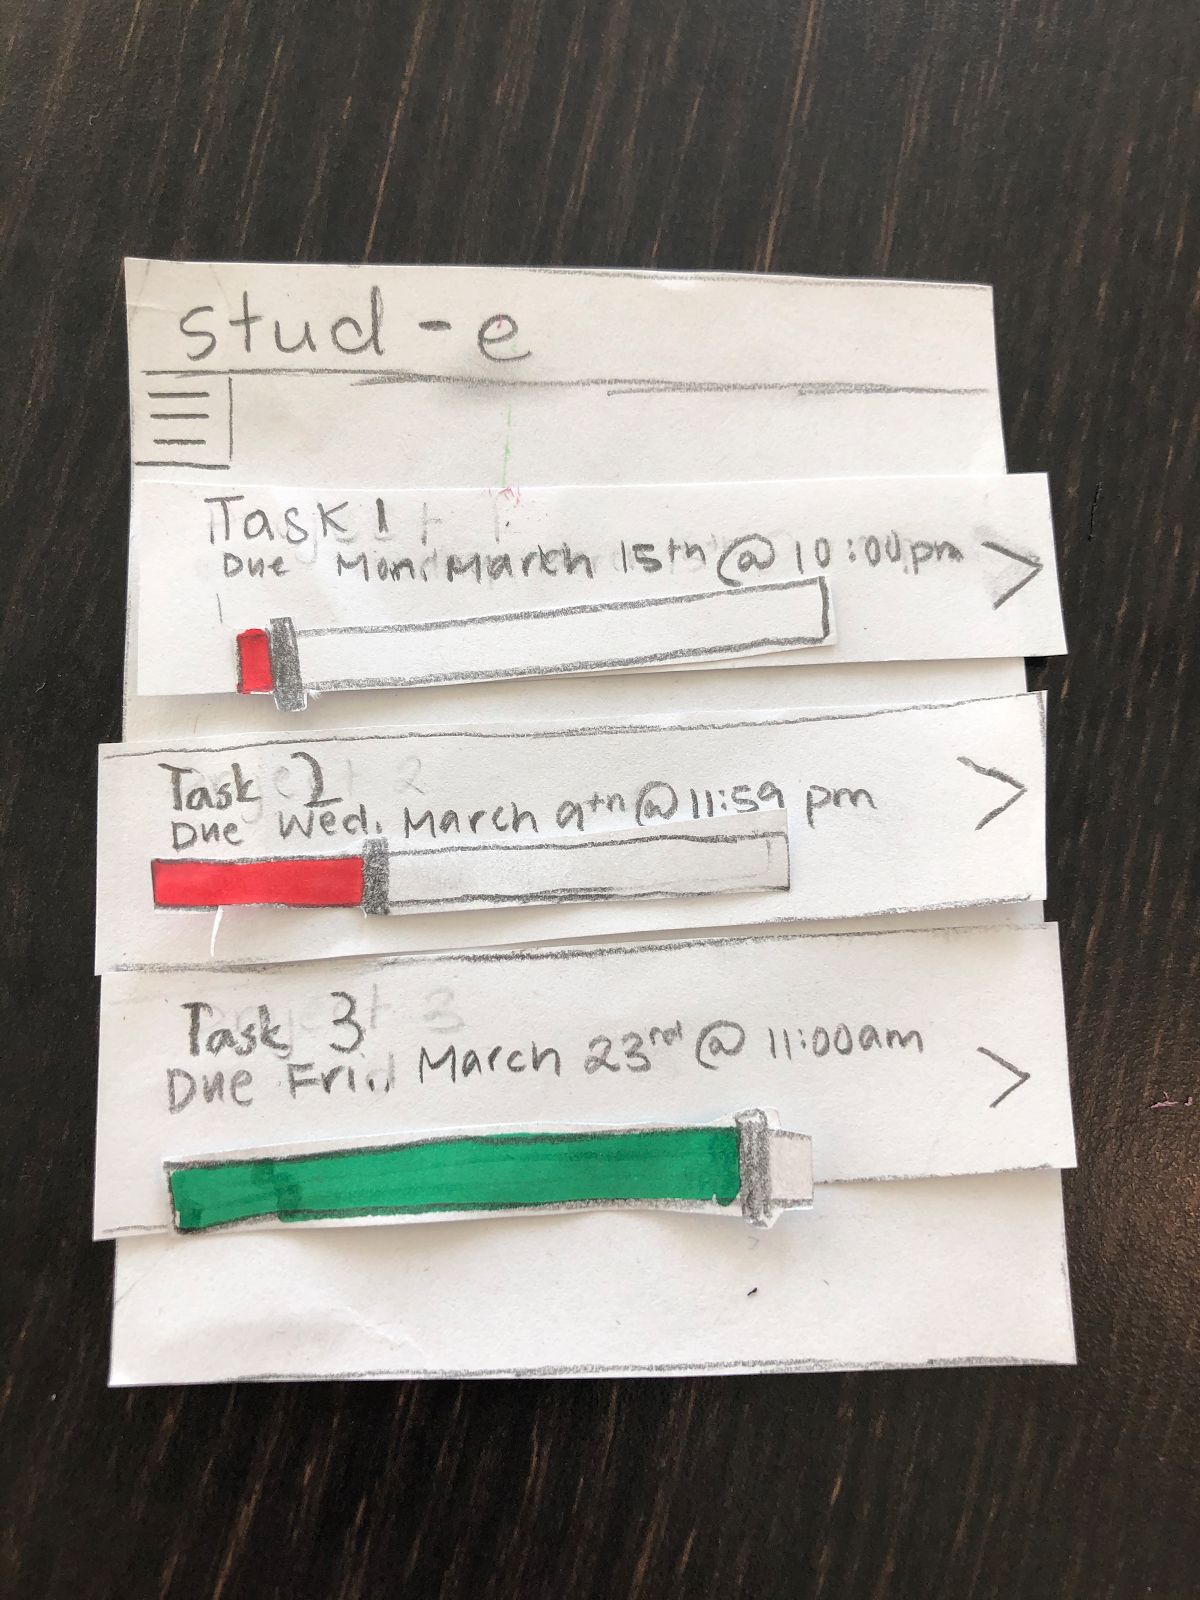 stud-e
Task 1
Due Mon. March 15th @ 10:00pm
Task 2
Due Wed. March 9th @ 11:59 pm
Task 3
Due Fri. March 23rd @ 11:00am